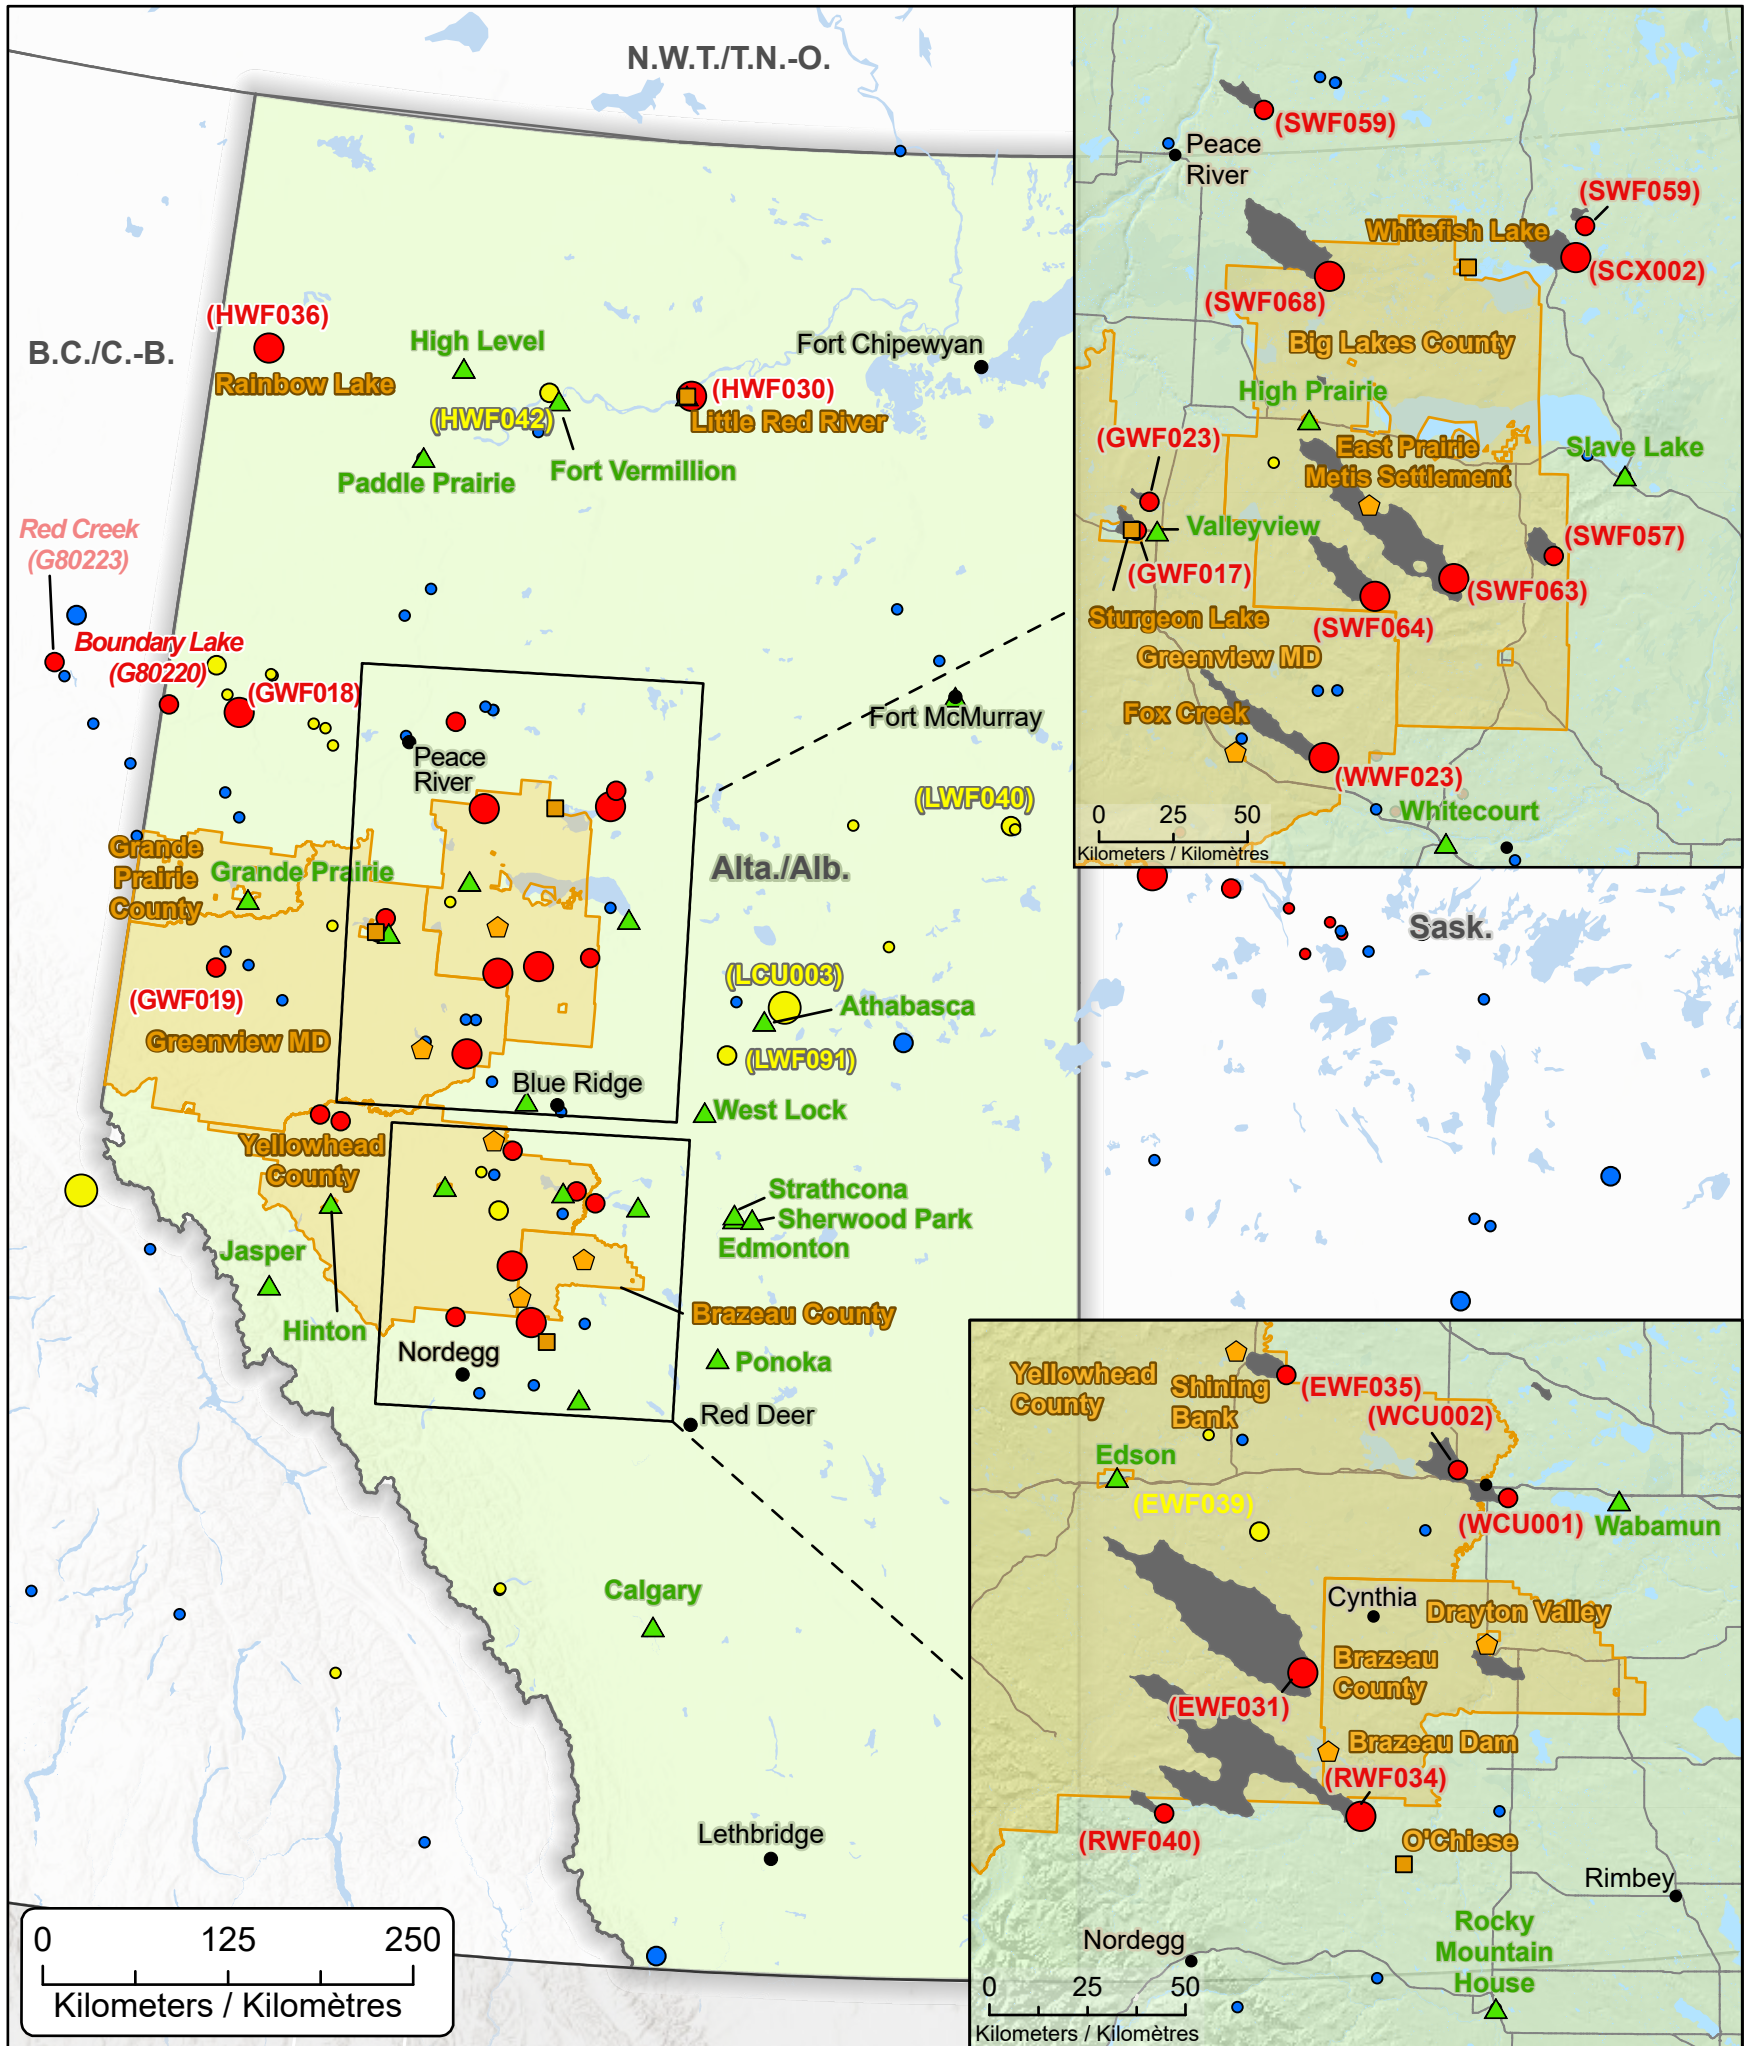 N.W.T./T.N.-O.
B.C./C.-B.
(HWF036)
Rainbow Lake
High Level
(HWF042)
Fort Vermillion
Paddle Prairie
Fort Chipewyan
(HWF030)
Little Red River
Red Creek
(G80223)
Boundary Lake
(G80220)
(GWF018)
Peace
River
Fort McMurray
(LWF040)
Alta./Alb.
Grande
Prairie
County
Grande Prairie
(GWF019)
Greenview MD
(LCU003)
Athabasca
(LWF091)
Blue Ridge
West Lock
Yellowhead
County
Strathcona
Sherwood Park
Edmonton
Jasper
Hinton
Brazeau County
Nordegg
Ponoka
Red Deer
Calgary
Lethbridge
Sask.
0 125 250
Kilometers / Kilomètres
(SWF059)
Peace
River
(SWF059)
Whitefish Lake
(SCX002)
(SWF068)
Big Lakes County
High Prairie
(GWF023)
East Prairie
Metis Settlement
Slave Lake
Valleyview
(SWF057)
(GWF017)
(SWF063)
Sturgeon Lake
(SWF064)
Greenview MD
Fox Creek
(WWF023)
Whitecourt
0 25 50
Kilometers / Kilomètres
Yellowhead
County
Shining
Bank
(EWF035)
(WCU002)
Edson
(EWF039)
(WCU001)
Wabamun
Cynthia
Drayton Valley
Brazeau
County
(EWF031)
Brazeau Dam
(RWF034)
(RWF040)
O'Chiese
Rimbey
Rocky
Mountain
House
Nordegg
0 25 50
Kilometers / Kilomètres